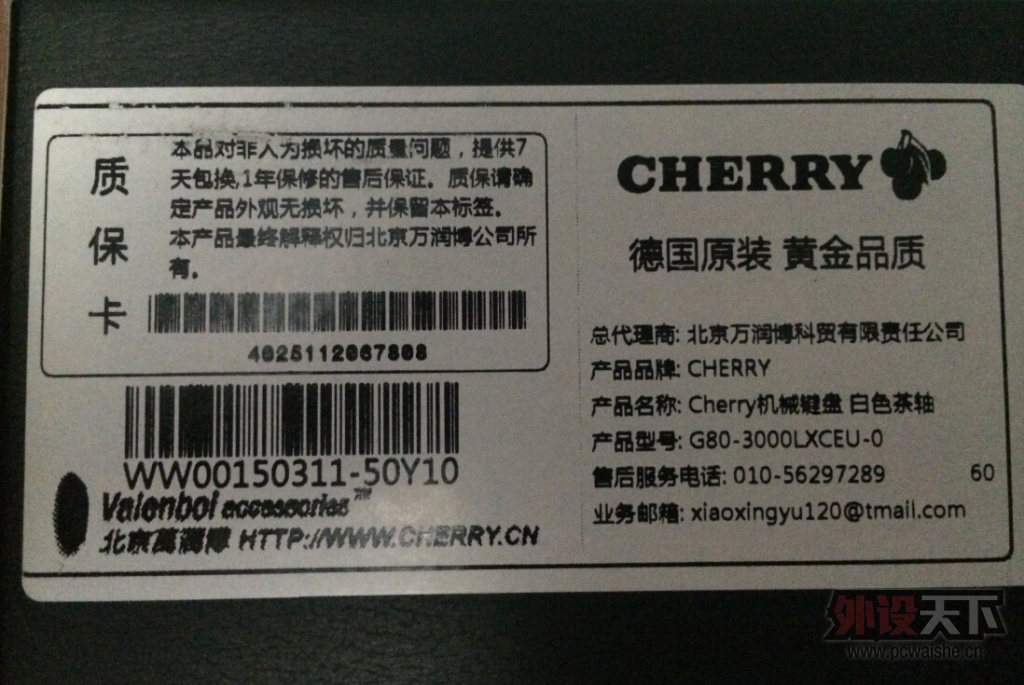 质保卡
本品对非人为损坏的质量问题，提供7
天包换,1年保修的售后保证。质保请确
定产品外观无损坏，并保留本标签。
本产品最终解释权归北京万润博公司所
有。
4025112067808
WW00150311-50Y10
Valenbol accessories™
北京萬潤博 HTTP://WWW.CHERRY.CN
CHERRY
德国原装 黄金品质
总代理商: 北京万润博科贸有限责任公司
产品品牌: CHERRY
产品名称: Cherry机械键盘 白色茶轴
产品型号: G80-3000LXCEU-0
售后服务电话: 010-56297289 60
业务邮箱: xiaoxingyu120@tmail.com
外设天下
www.pcwaishe.cn